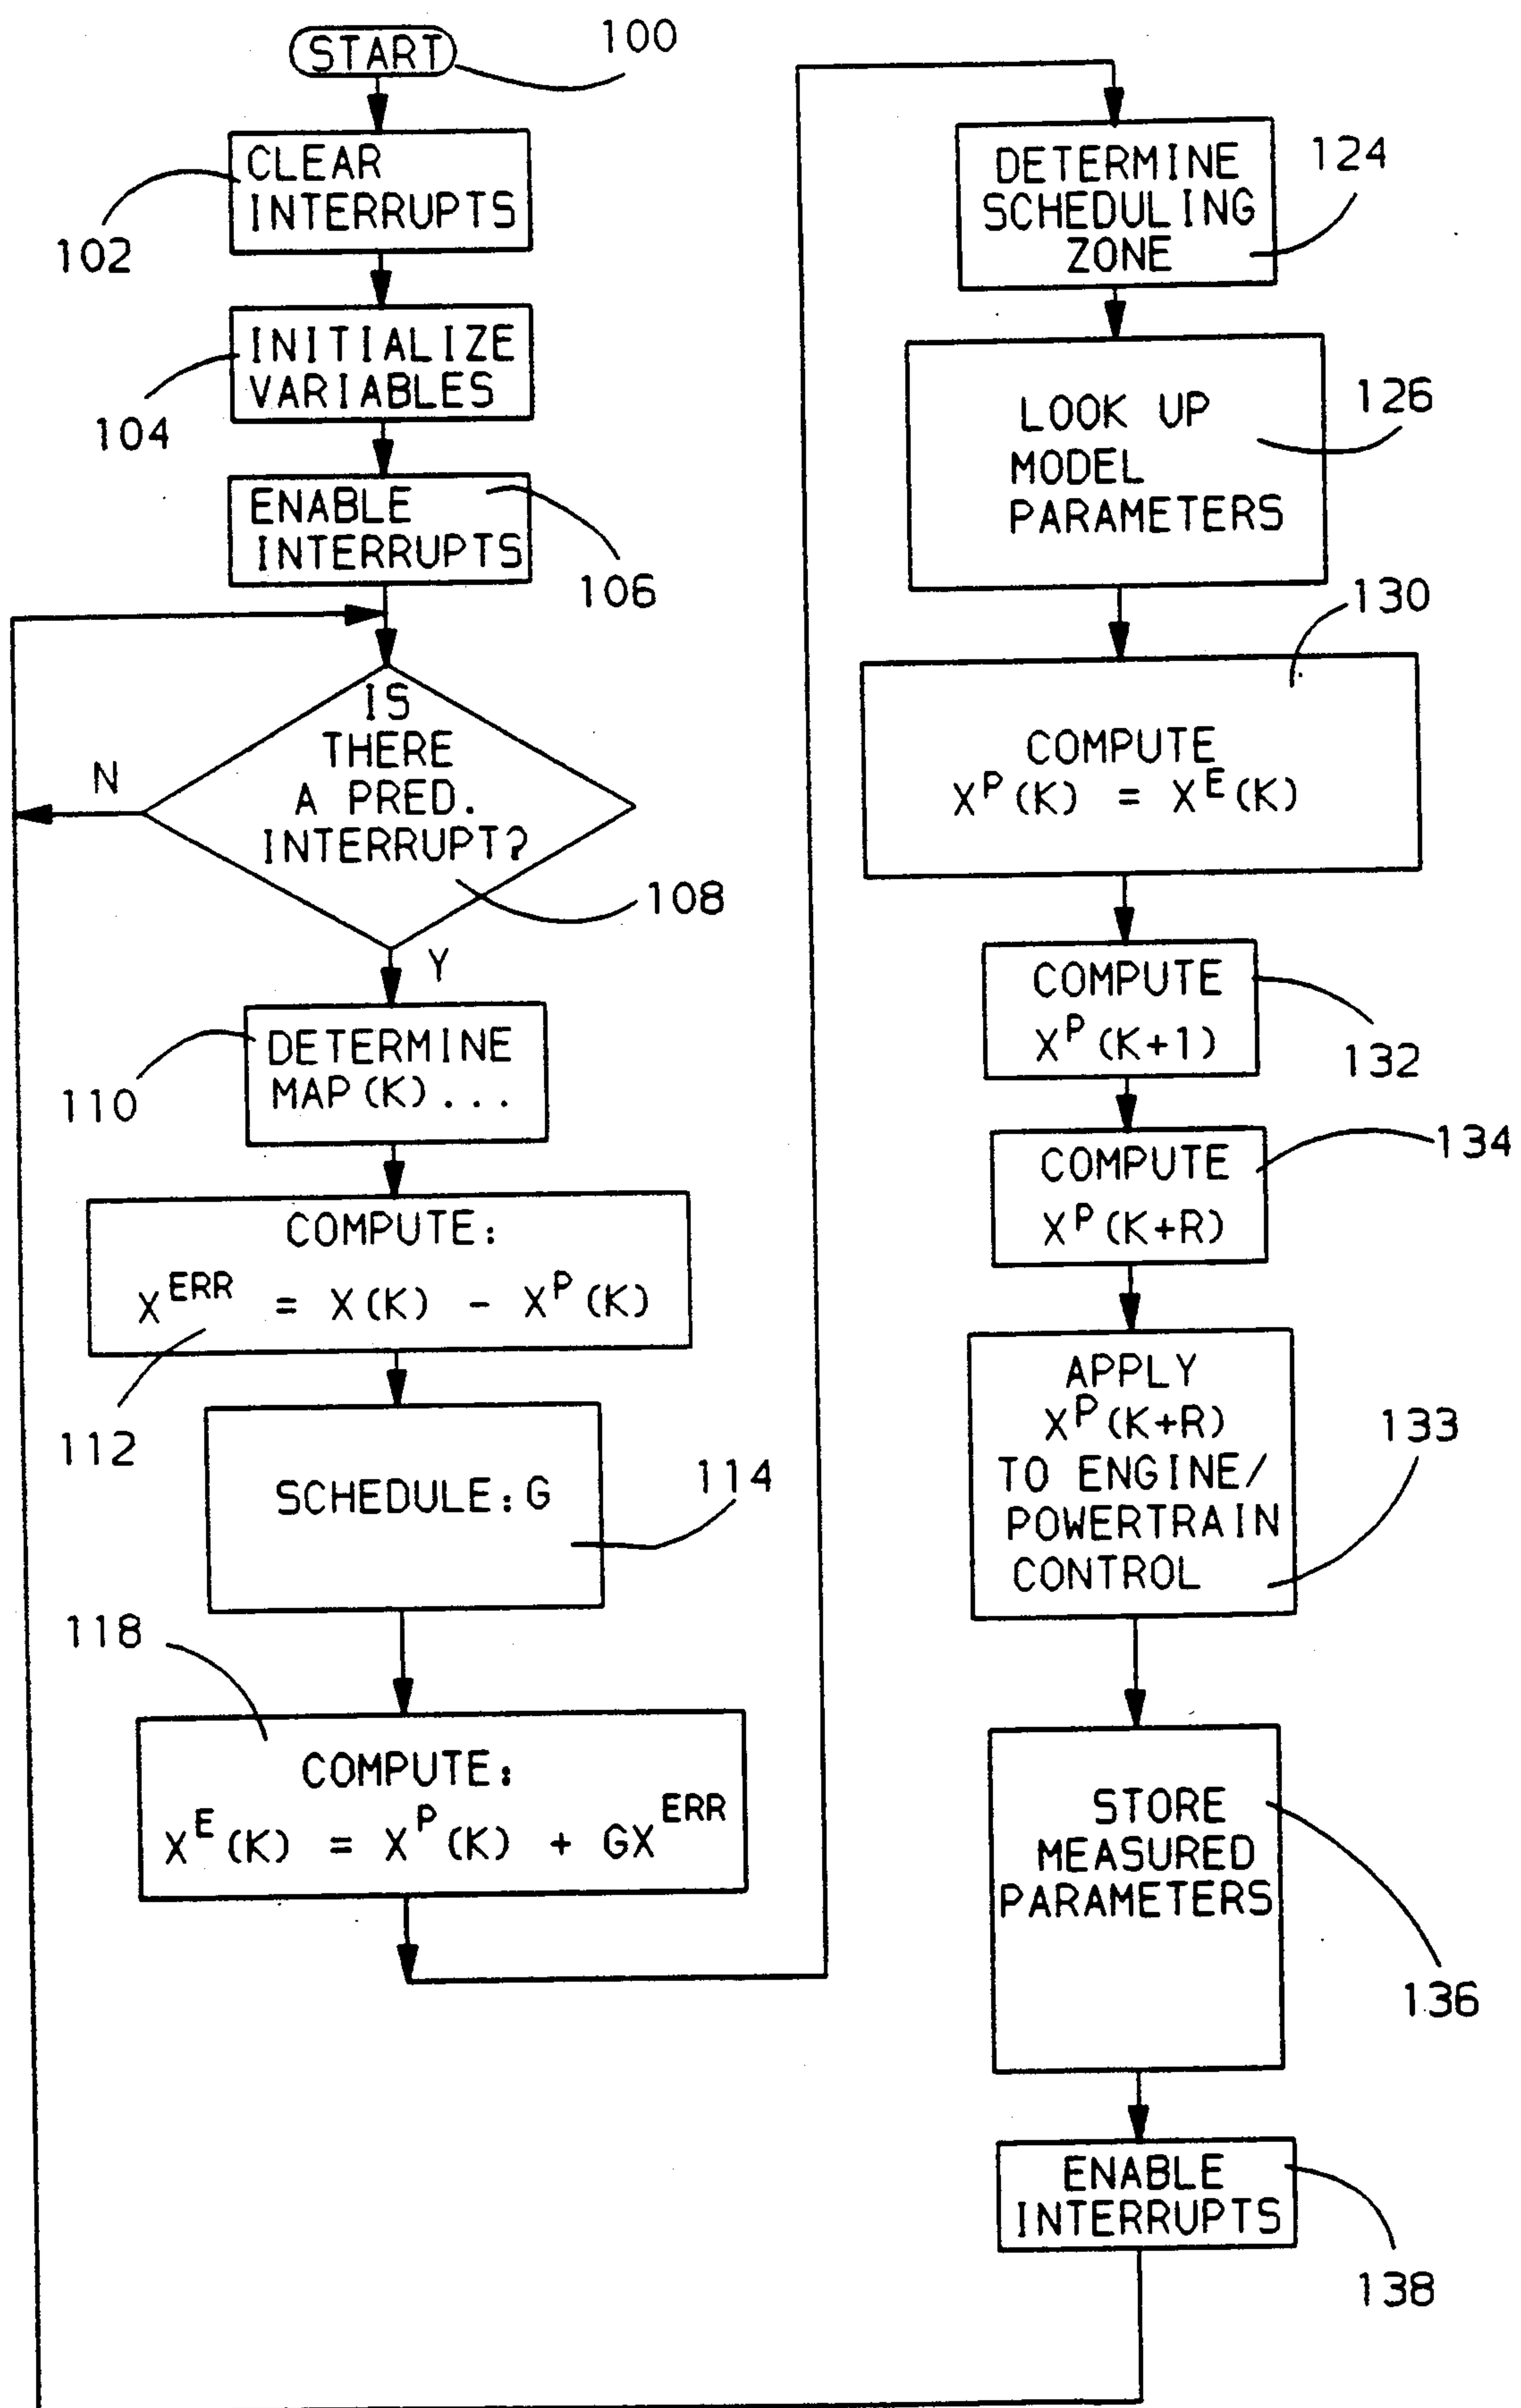 START
100
CLEAR
INTERRUPTS
102
INITIALIZE
VARIABLES
104
ENABLE
INTERRUPTS
106
IS
THERE
A PRED.
INTERRUPT?
N
108
Y
DETERMINE
MAP(K)...
110
COMPUTE:
X^ERR = X(K) - X^P(K)
112
SCHEDULE:G
114
118
COMPUTE:
X^E(K) = X^P(K) + GX^ERR
DETERMINE
SCHEDULING
ZONE
124
LOOK UP
MODEL
PARAMETERS
126
130
COMPUTE
X^P(K) = X^E(K)
COMPUTE
X^P(K+1)
132
COMPUTE
X^P(K+R)
134
APPLY
X^P(K+R)
TO ENGINE/
POWERTRAIN
CONTROL
133
STORE
MEASURED
PARAMETERS
136
ENABLE
INTERRUPTS
138